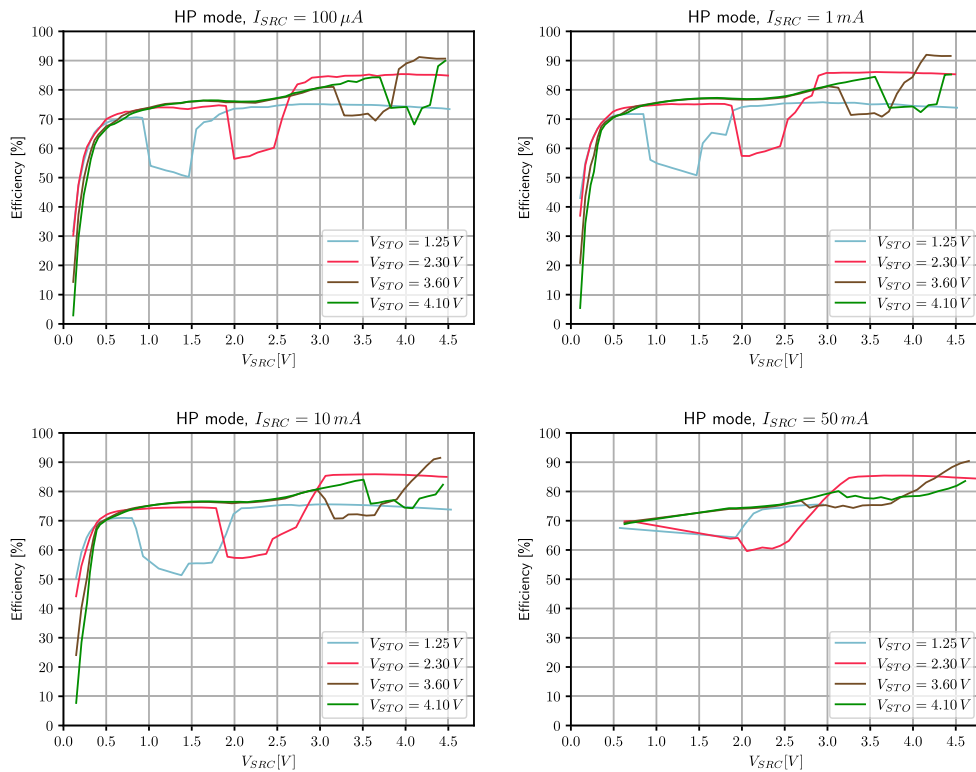 HP mode, I_SRC = 100 μA
100
90
80
70
60
50
40
30
20
10
0
Efficiency [%]
0.0 0.5 1.0 1.5 2.0 2.5 3.0 3.5 4.0 4.5
V_SRC[V]
V_STO = 1.25 V
V_STO = 2.30 V
V_STO = 3.60 V
V_STO = 4.10 V
HP mode, I_SRC = 1 mA
100
90
80
70
60
50
40
30
20
10
0
Efficiency [%]
0.0 0.5 1.0 1.5 2.0 2.5 3.0 3.5 4.0 4.5
V_SRC[V]
V_STO = 1.25 V
V_STO = 2.30 V
V_STO = 3.60 V
V_STO = 4.10 V
HP mode, I_SRC = 10 mA
100
90
80
70
60
50
40
30
20
10
0
Efficiency [%]
0.0 0.5 1.0 1.5 2.0 2.5 3.0 3.5 4.0 4.5
V_SRC[V]
V_STO = 1.25 V
V_STO = 2.30 V
V_STO = 3.60 V
V_STO = 4.10 V
HP mode, I_SRC = 50 mA
100
90
80
70
60
50
40
30
20
10
0
Efficiency [%]
0.0 0.5 1.0 1.5 2.0 2.5 3.0 3.5 4.0 4.5
V_SRC[V]
V_STO = 1.25 V
V_STO = 2.30 V
V_STO = 3.60 V
V_STO = 4.10 V